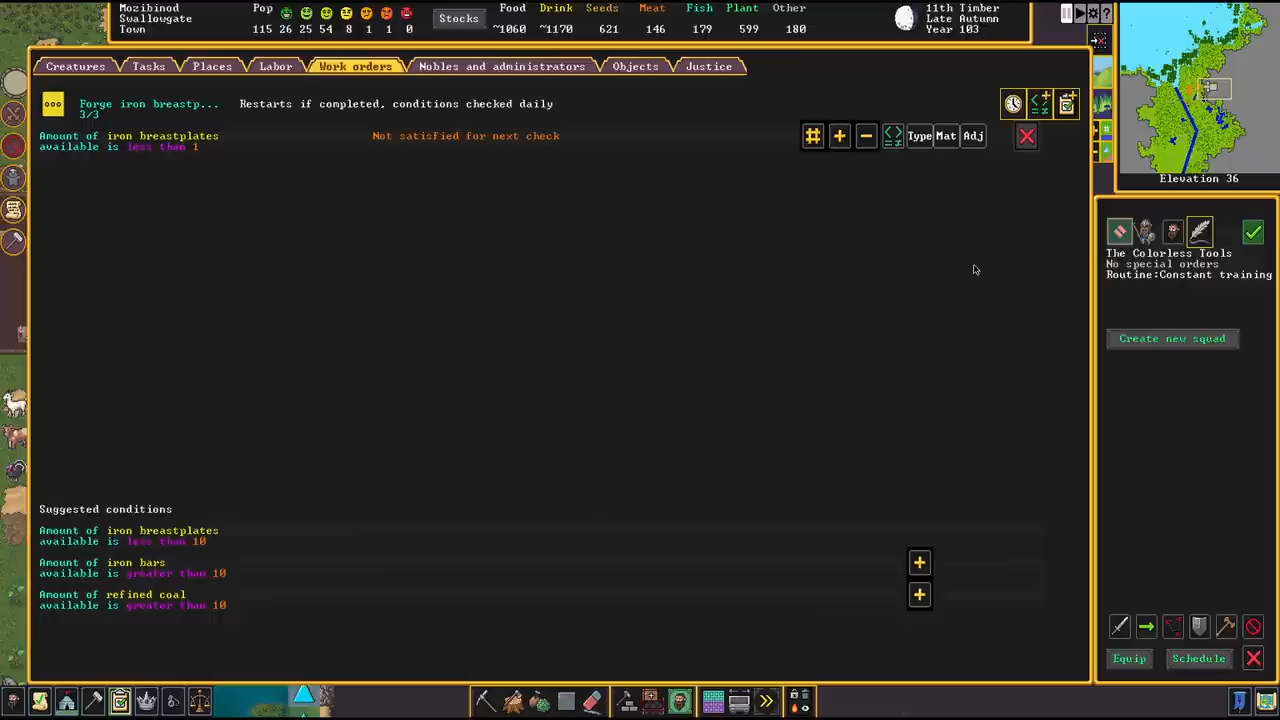 Mozibinod
Swallowgate
Town
Pop
115 26 25 54 8 1 1 0
Stocks
Food Drink Seeds Meat Fish Plant Other
~1060 ~1170 621 146 179 599 180
11th Timber
Late Autumn
Year 103
?
Elevation 36
Creatures Tasks Places Labor Work orders Nobles and administrators Objects Justice
Forge iron breastp... Restarts if completed, conditions checked daily
3/3
Amount of iron breastplates Not satisfied for next check
available is less than 1
Type Mat Adj
Suggested conditions
Amount of iron breastplates
available is less than 10
Amount of iron bars
available is greater than 10
Amount of refined coal
available is greater than 10
The Colorless Tools
No special orders
Routine:Constant training
Create new squad
Equip Schedule